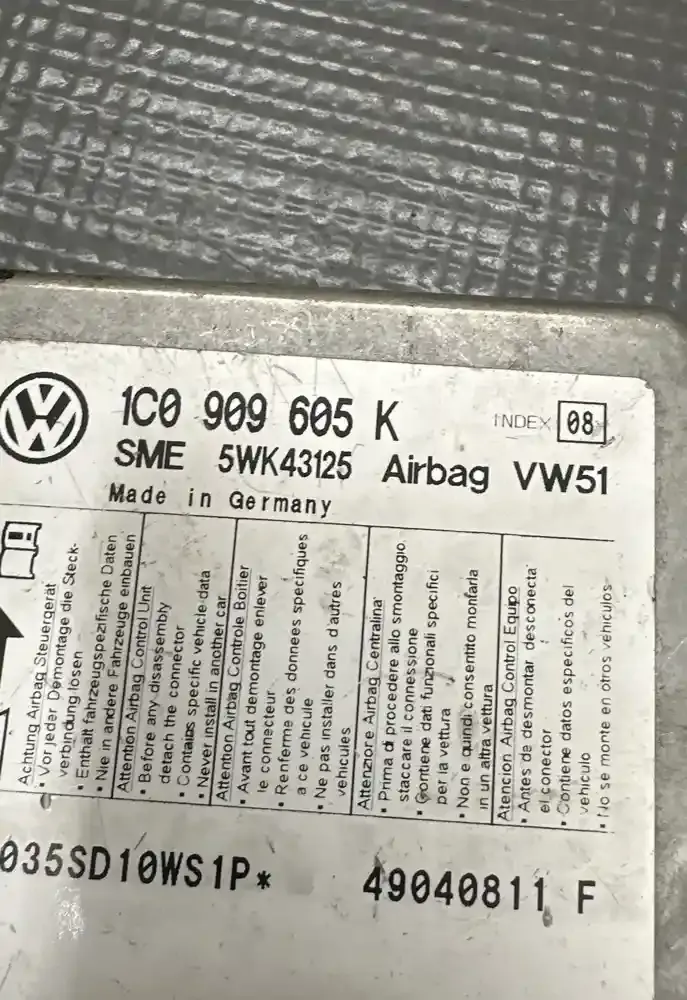 1C0 909 605 K
INDEX 08
SME 5WK43125 Airbag VW51
Made in Germany
Achtung Airbag Steuergerät
• Vor jeder Demontage die Steck-
verbindung lösen
• Enthält fahrzeugspezifische Daten
• Nie in andere Fahrzeuge einbauen
Attention Airbag Control Unit
• Before any disassembly
detach the connector
• Contains specific vehicle data
• Never install in another car
Attention Airbag Controle Boitier
• Avant tout demontage enlever
le connecteur
• Renferme des donnees specifiques
a ce vehicule
• Ne pas installer dans d'autres
vehicules
Attenziore Airbag Centralina
• Prima di procedere allo smontaggio
staccare il connessione
• Contiene dati funzionali specifici
per la vettura
• Non e quindi consentito montarla
in un altra vettura
Atencion Airbag Control Equipo
• Antes de desmontar desconecta
el conector
• Contiene datos especificos del
vehiculo
• No se monte en otros vehiculos
035SD10WS1P*
49040811 F